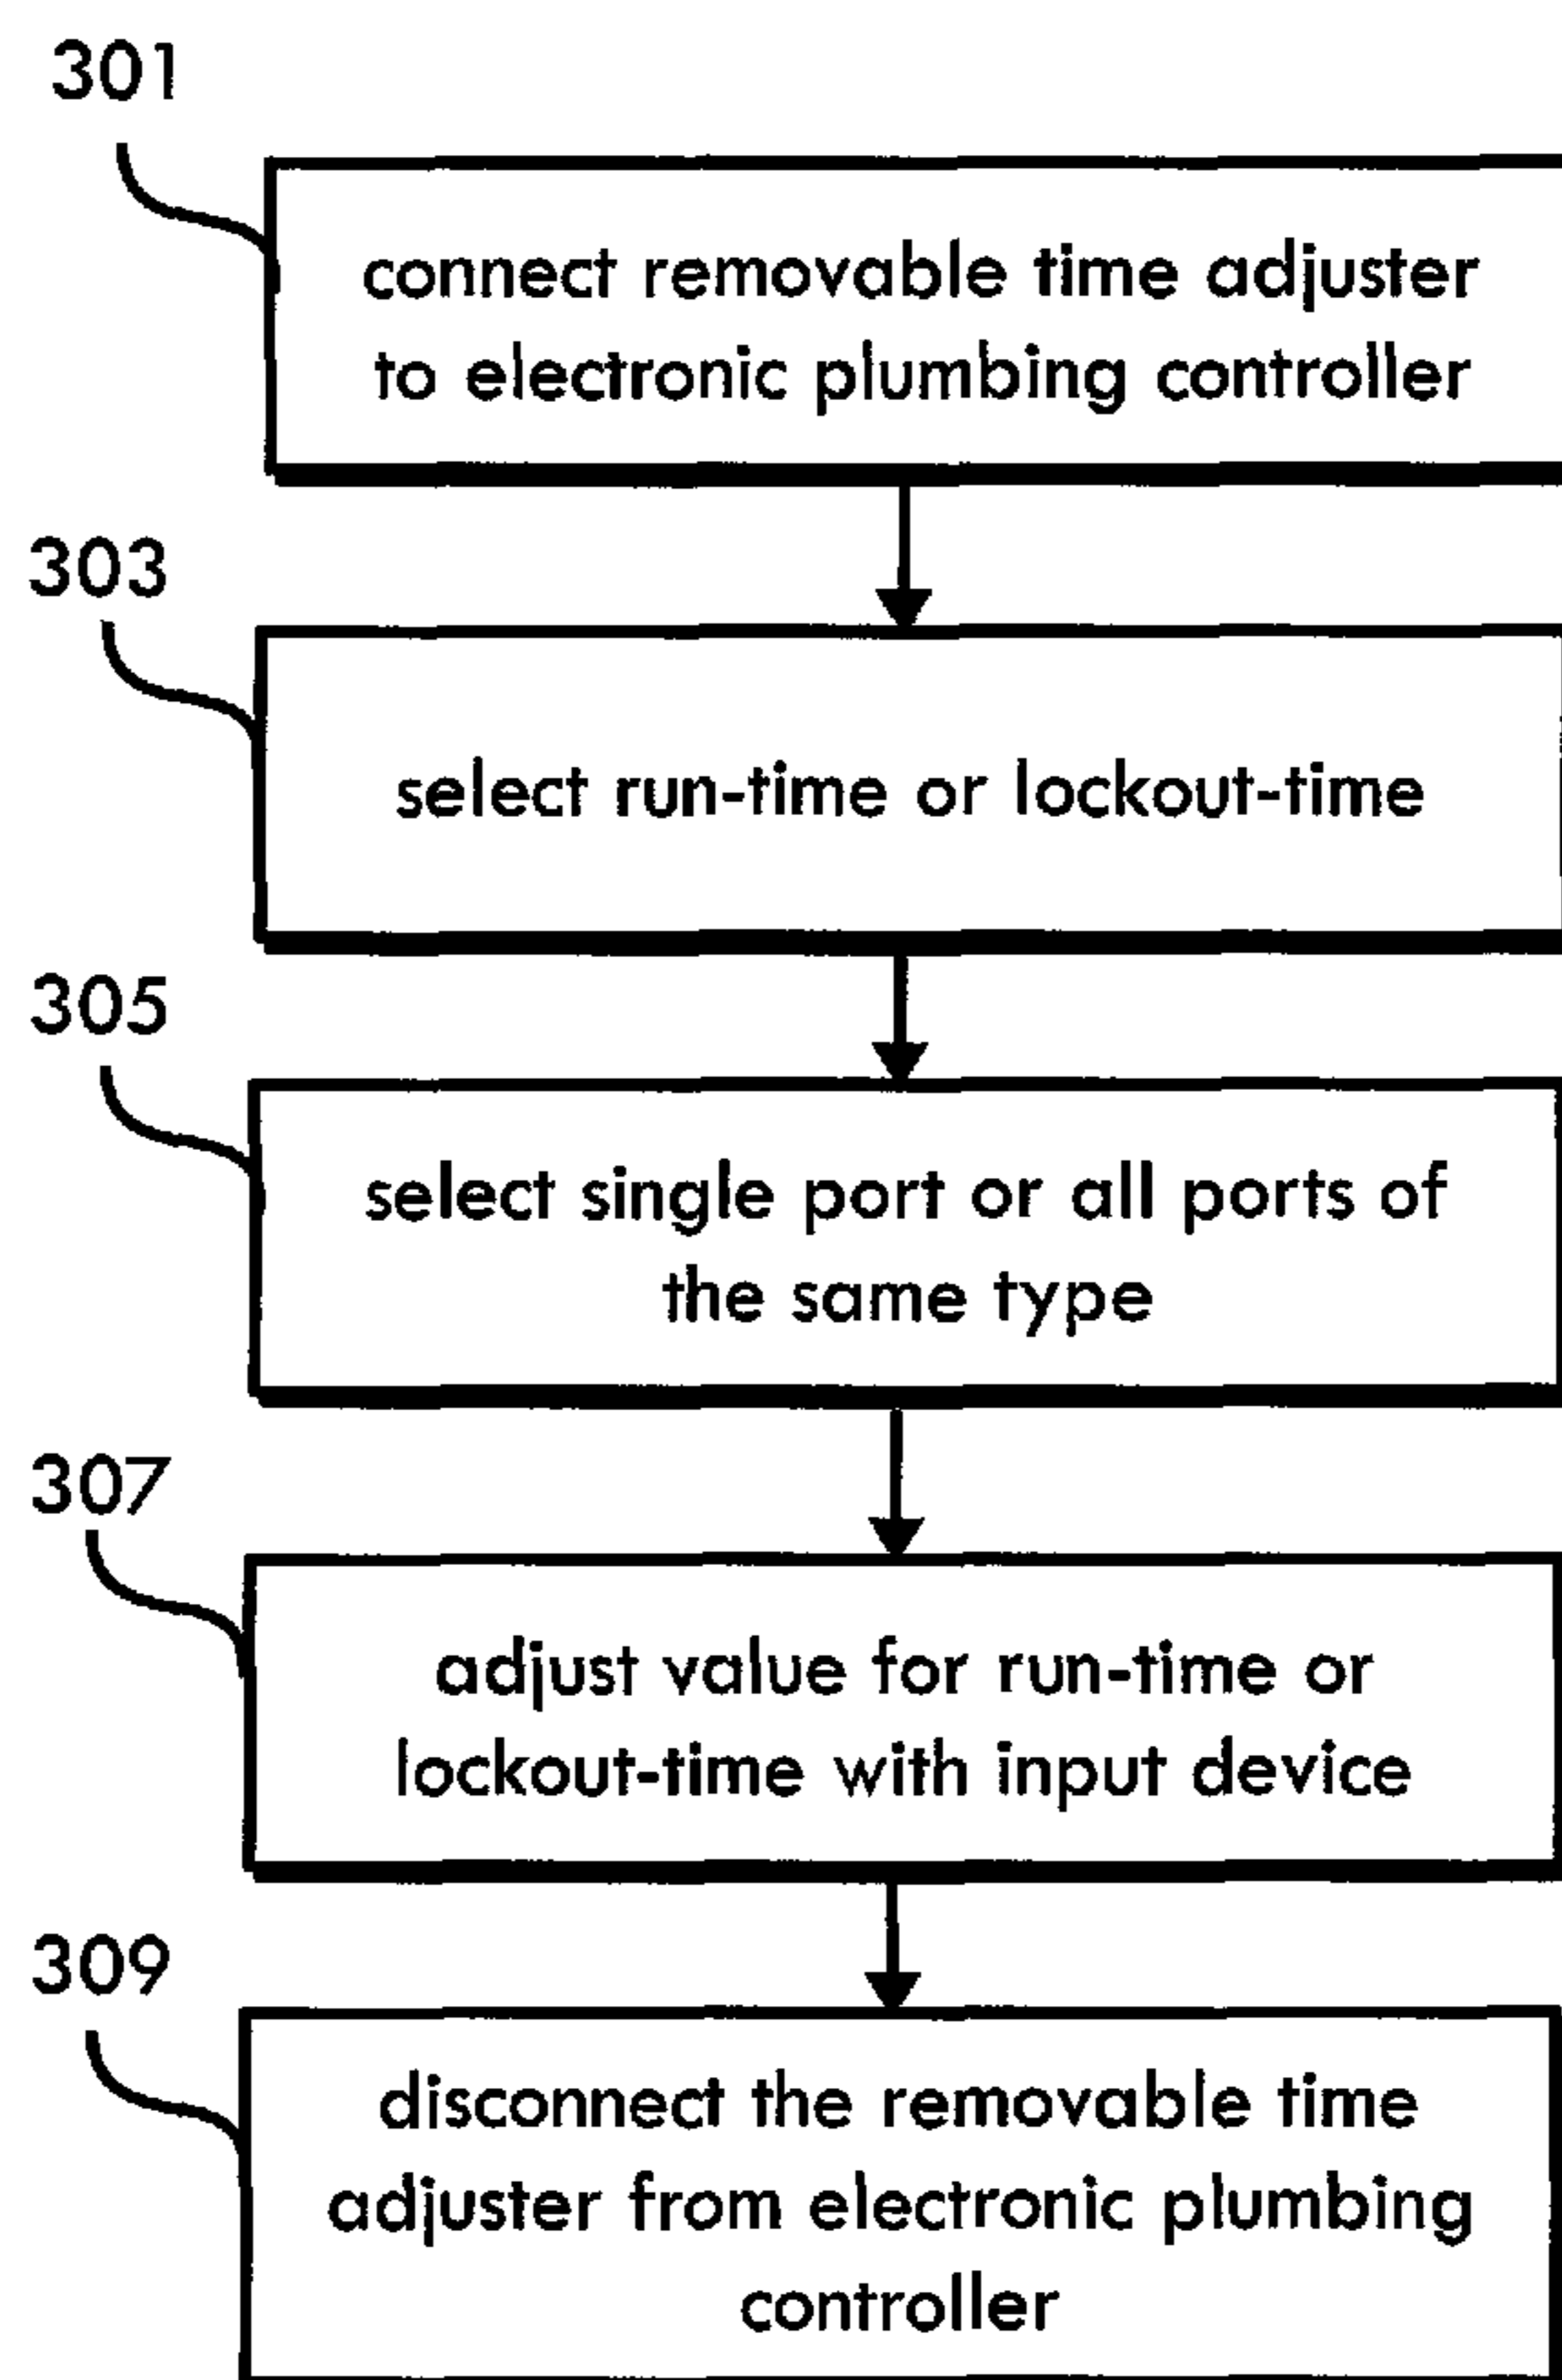 301
connect removable time adjuster
to electronic plumbing controller
303
select run-time or lockout-time
305
select single port or all ports of
the same type
307
adjust value for run-time or
lockout-time with input device
309
disconnect the removable time
adjuster from electronic plumbing
controller